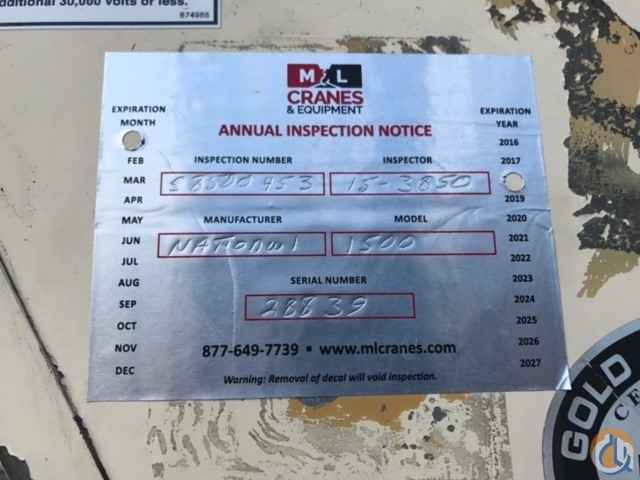 additional 30,000 volts or less.
674966
M&L
CRANES
& EQUIPMENT
ANNUAL INSPECTION NOTICE
EXPIRATION
MONTH
FEB
MAR
APR
MAY
JUN
JUL
AUG
SEP
OCT
NOV
DEC
EXPIRATION
YEAR
2016
2017
2019
2020
2021
2022
2023
2024
2025
2026
2027
INSPECTION NUMBER
58500453
INSPECTOR
15-3850
MANUFACTURER
MODEL
1500
SERIAL NUMBER
28839
877-649-7739 ▪ www.mlcranes.com
Warning: Removal of decal will void inspection.
GOLD